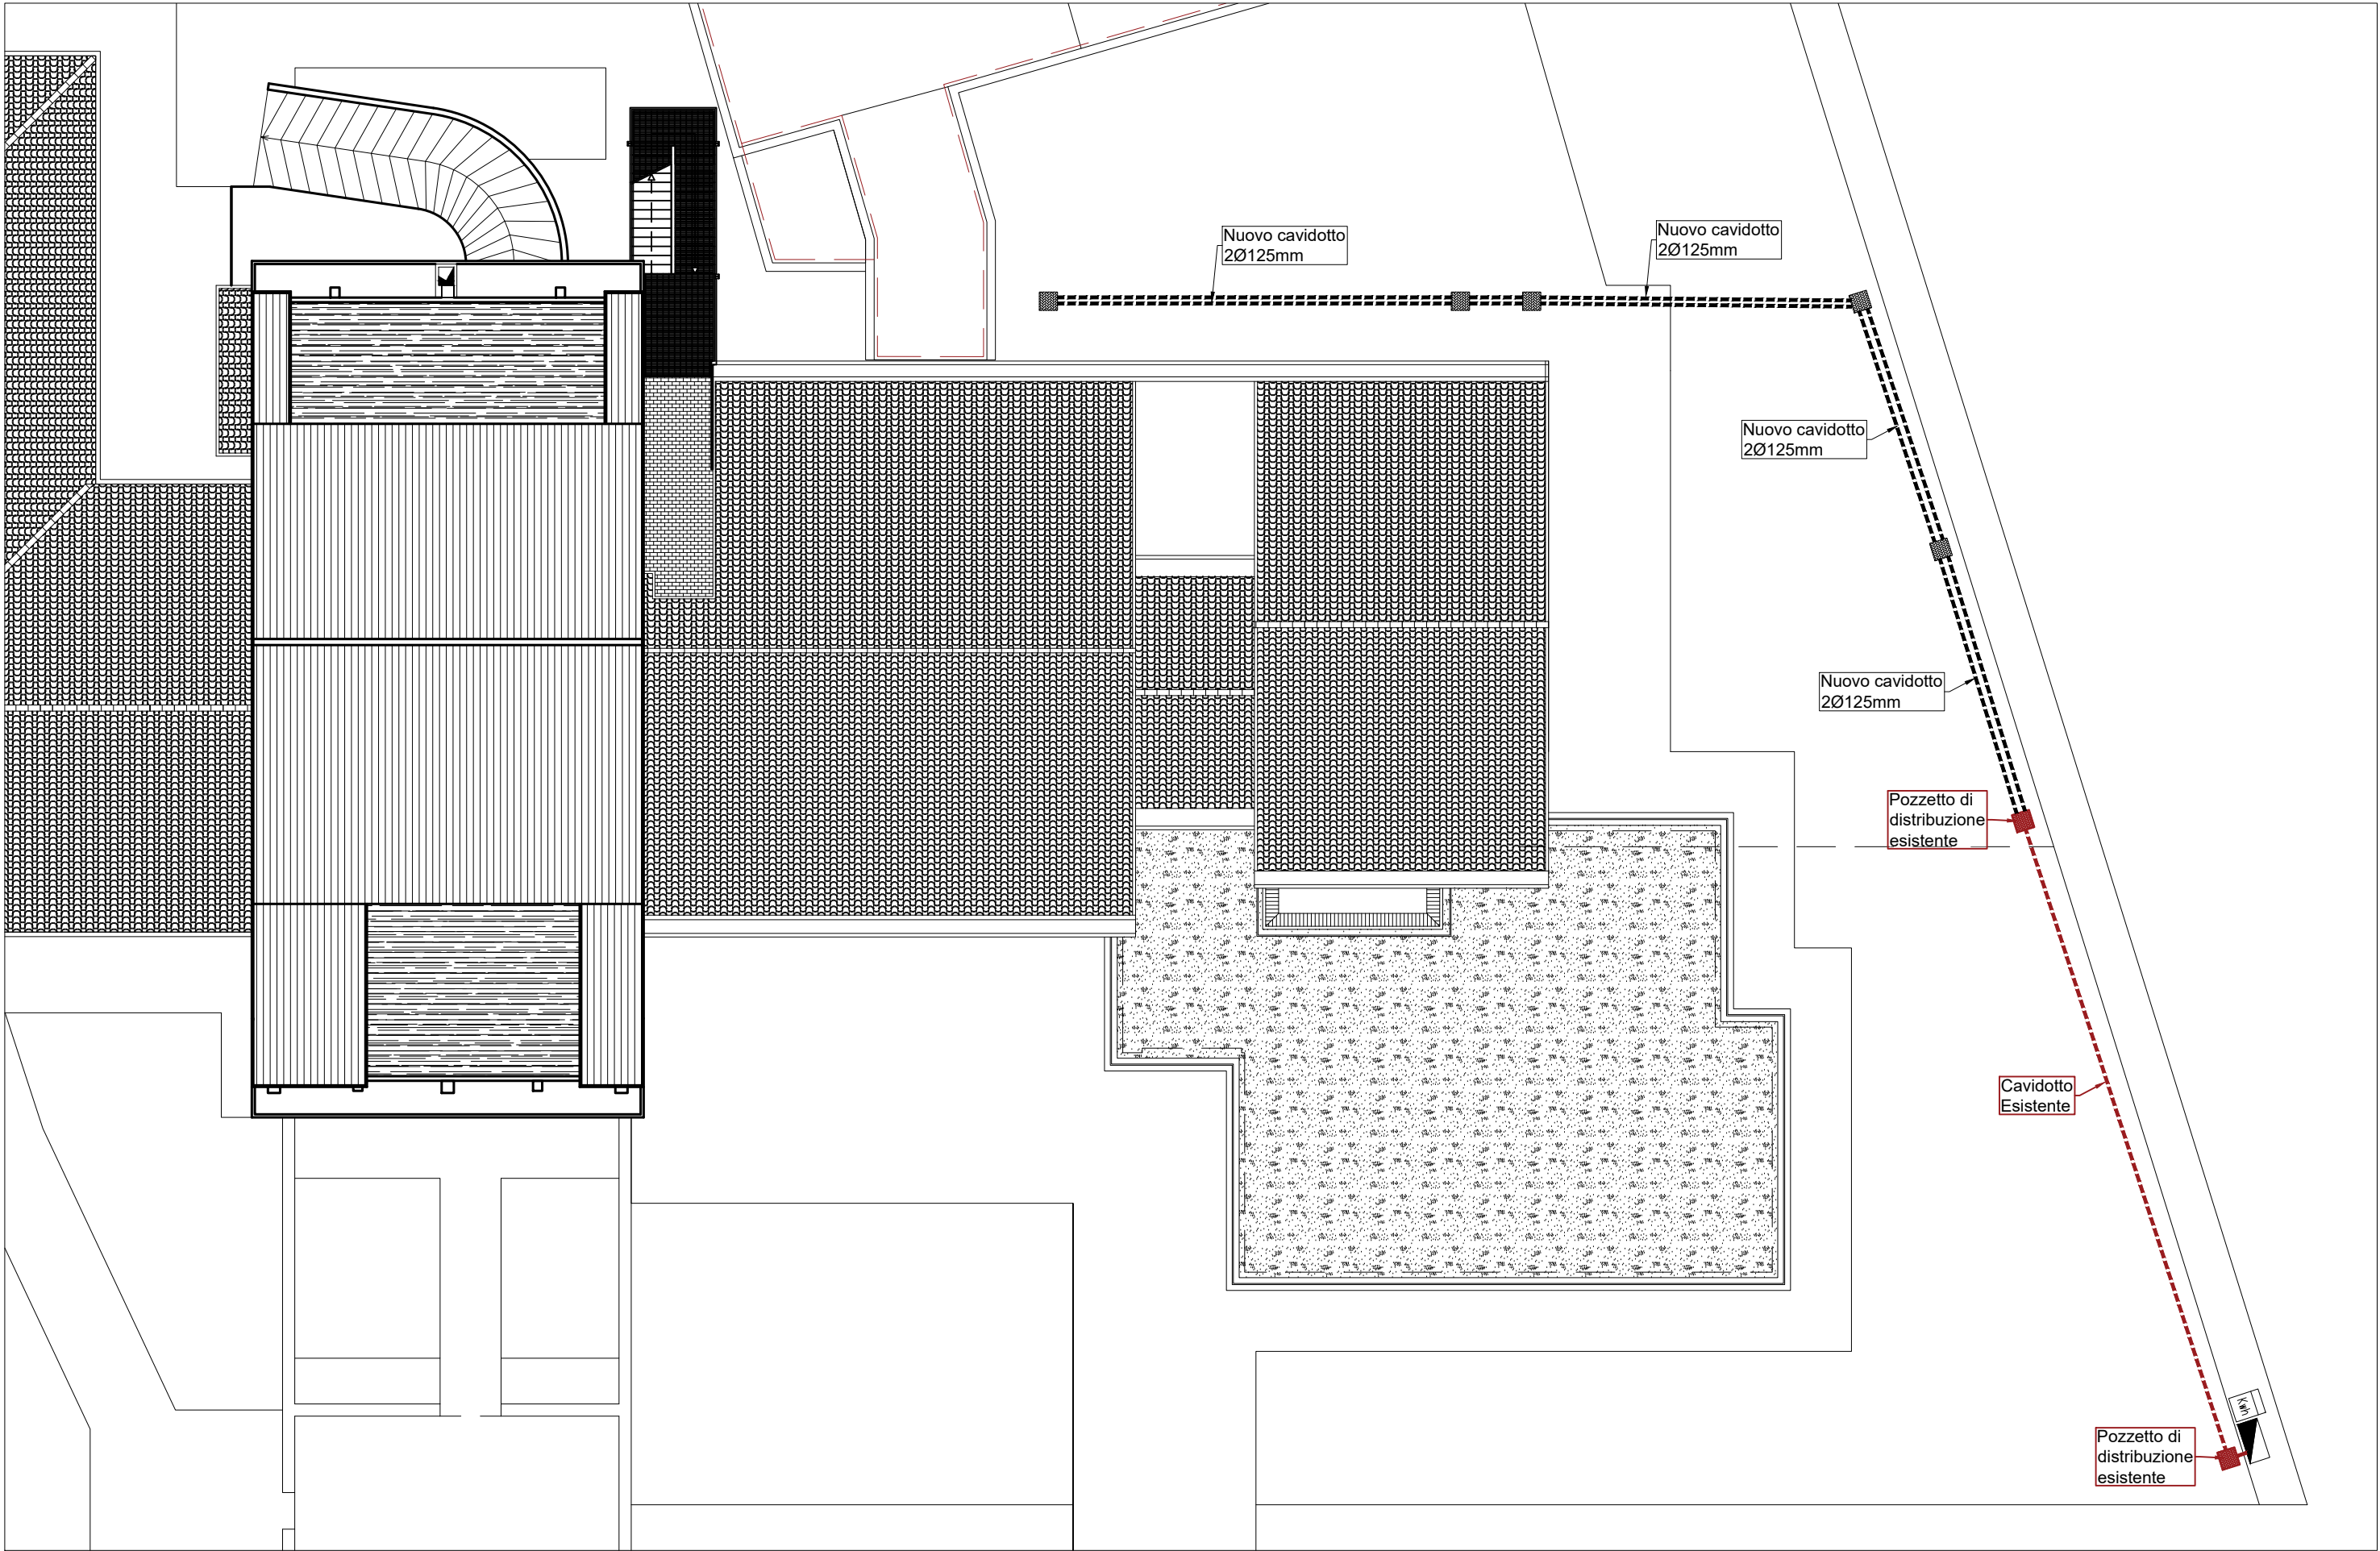 Nuovo cavidotto
2Ø125mm
Nuovo cavidotto
2Ø125mm
Nuovo cavidotto
2Ø125mm
Nuovo cavidotto
2Ø125mm
Pozzetto di
distribuzione
esistente
Cavidotto
Esistente
Kwh
Pozzetto di
distribuzione
esistente